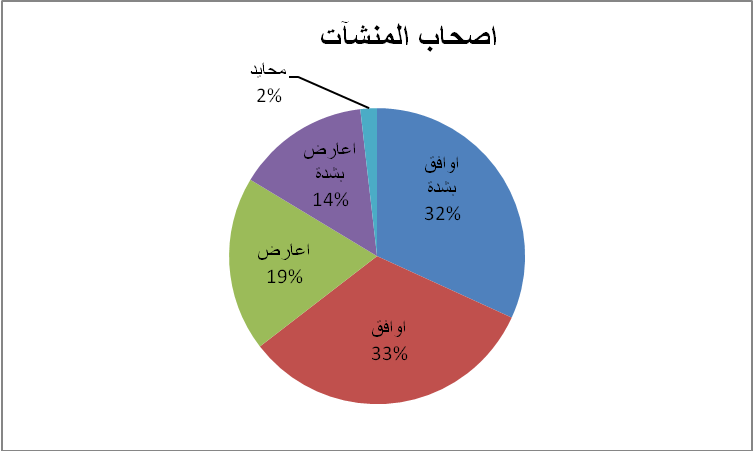 اصحاب المنشآت
محايد
2%
اوافق
بشدة
32%
اوافق
33%
اعارض
19%
اعارض
بشدة
14%